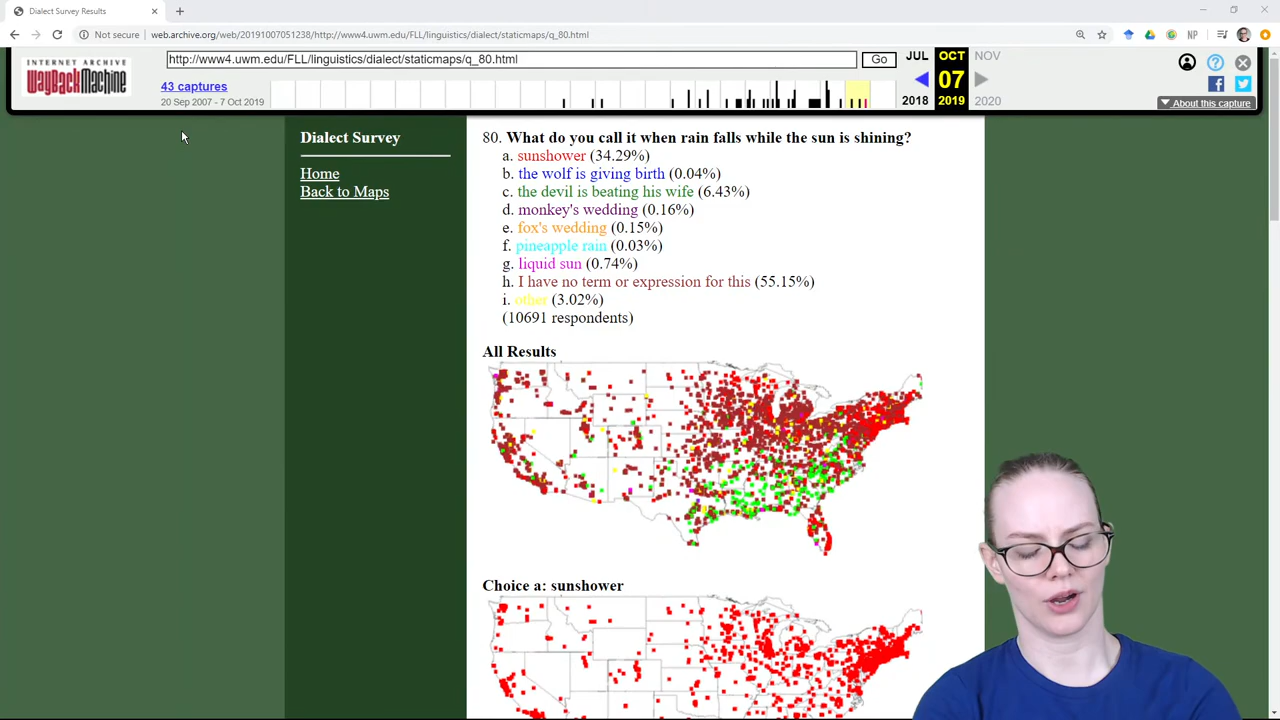 Dialect Survey Results
Not secure
web.archive.org/web/20191007051238/http://www4.uwm.edu/FLL/linguistics/dialect/staticmaps/q_80.html
NP
INTERNET ARCHIVE
WayBackMachine
http://www4.uwm.edu/FLL/linguistics/dialect/staticmaps/q_80.html
Go
JUL OCT NOV
43 captures
07
20 Sep 2007 - 7 Oct 2019
2018 2019 2020
About this capture
Dialect Survey
Home
Back to Maps
80. What do you call it when rain falls while the sun is shining?
a. sunshower (34.29%)
b. the wolf is giving birth (0.04%)
c. the devil is beating his wife (6.43%)
d. monkey's wedding (0.16%)
e. fox's wedding (0.15%)
f. pineapple rain (0.03%)
g. liquid sun (0.74%)
h. I have no term or expression for this (55.15%)
i. other (3.02%)
(10691 respondents)
All Results
Choice a: sunshower